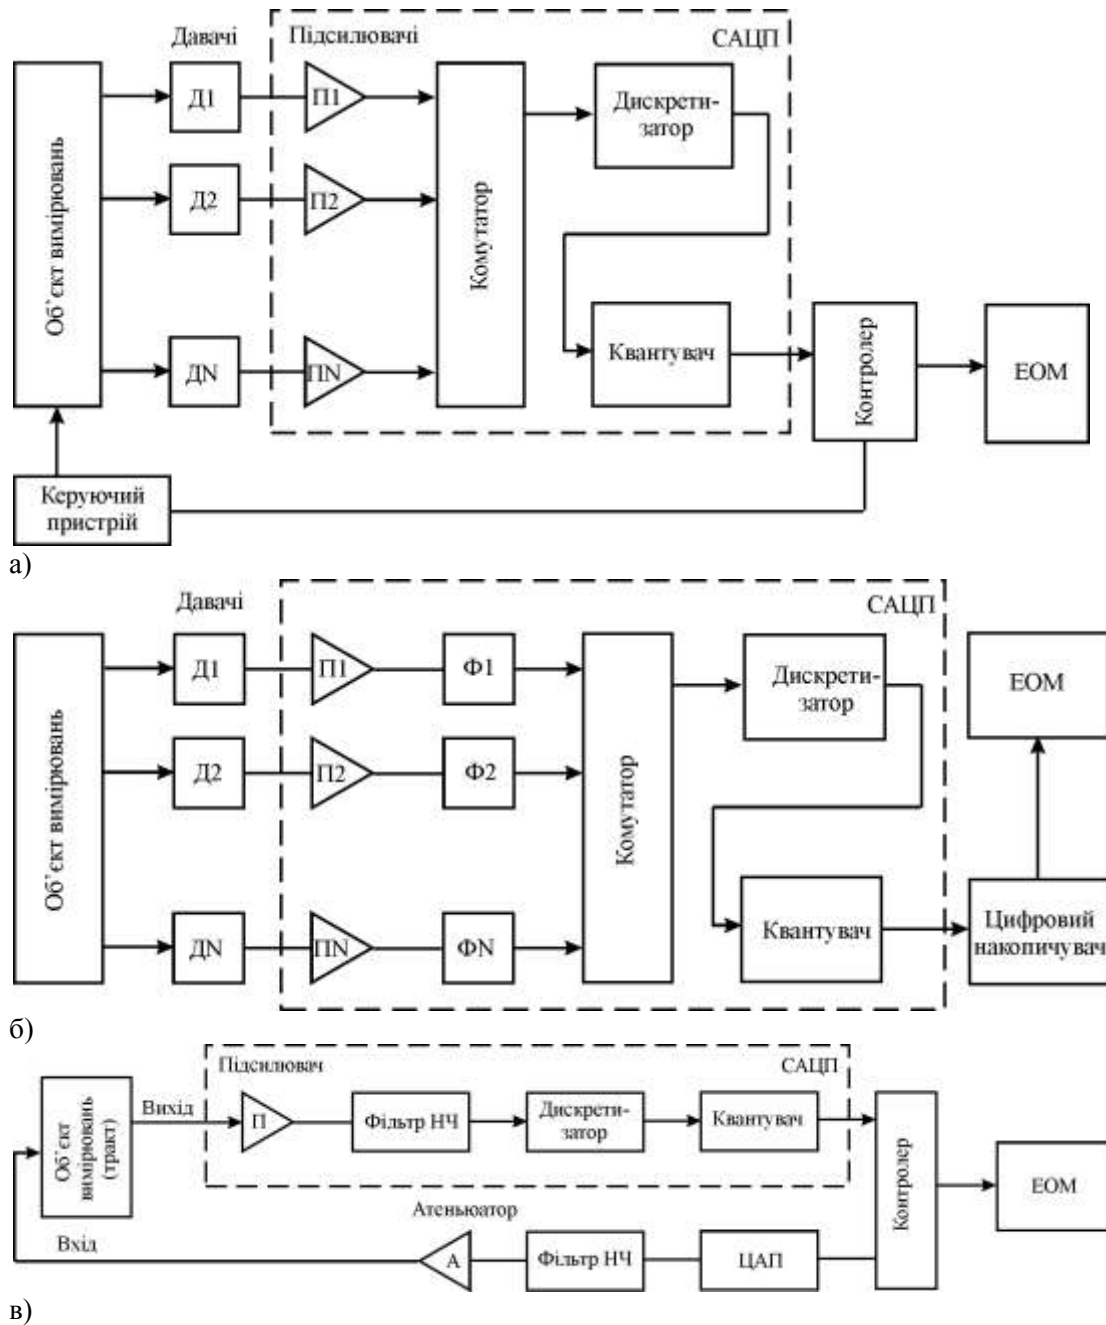 Давачі
Підсилювачі
САЦП
Об`єкт вимірювань
Д1
П1
Комутатор
Дискрети-
затор
Д2
П2
ДN
ПN
Квантувач
Контролер
ЕОМ
Керуючий
пристрій
а)
Давачі
САЦП
Об`єкт вимірювань
Д1
П1
Ф1
Комутатор
Дискрети-
затор
ЕОМ
Д2
П2
Ф2
ДN
ПN
ФN
Квантувач
Цифровий
накопичувач
б)
Підсилювач
САЦП
Об`єкт
вимірювань
(тракт)
Вихід
П
Фільтр НЧ
Дискрети-
затор
Квантувач
Контролер
ЕОМ
Атеньюатор
Вхід
А
Фільтр НЧ
ЦАП
в)